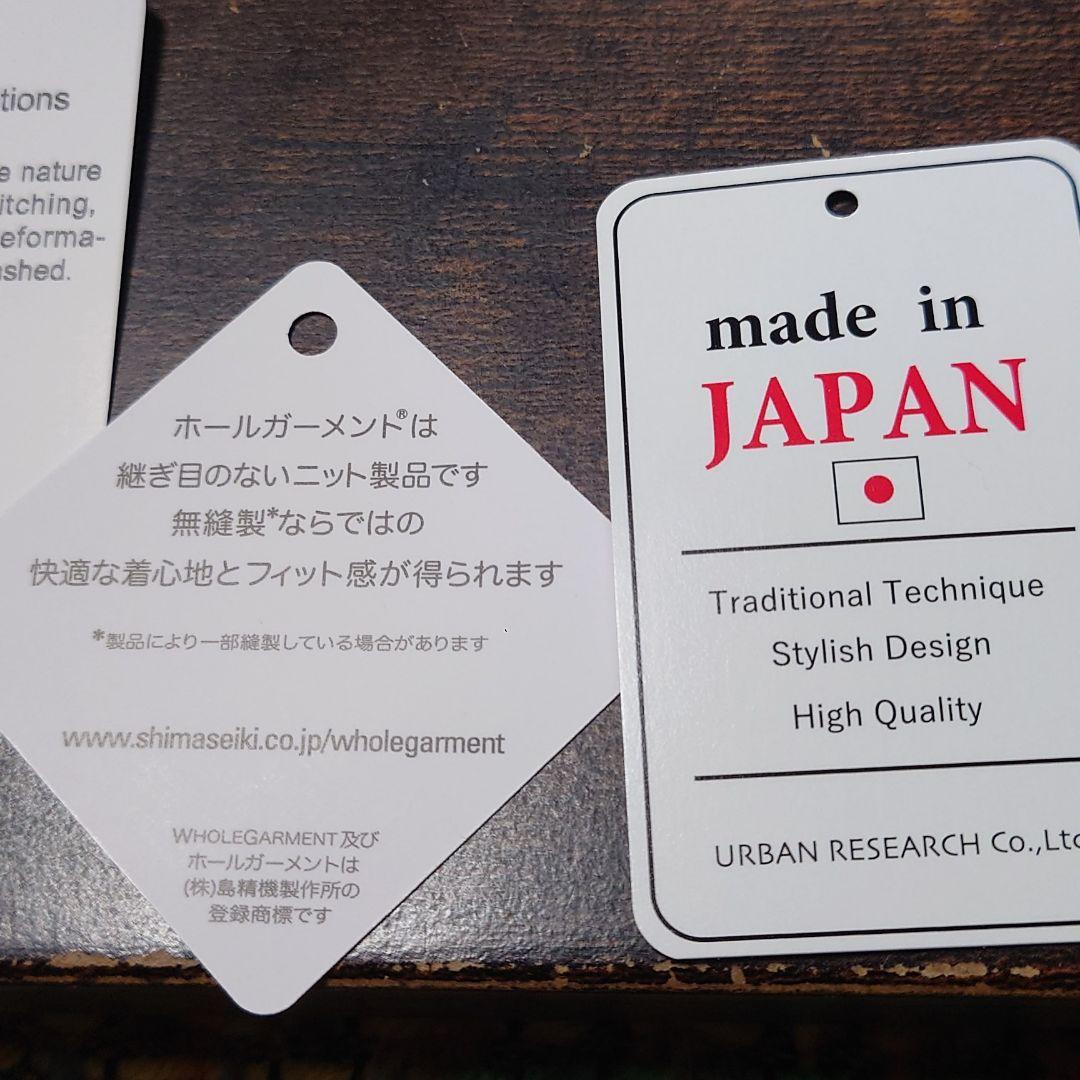 tions
nature
itching,
eforma-
ashed.
ホールガーメント®は
継ぎ目のないニット製品です
無縫製*ならではの
快適な着心地とフィット感が得られます
*製品により一部縫製している場合があります
www.shimaseiki.co.jp/wholegarment
WHOLEGARMENT及び
ホールガーメントは
(株)島精機製作所の
登録商標です
made in
JAPAN
Traditional Technique
Stylish Design
High Quality
URBAN RESEARCH Co.,Ltd